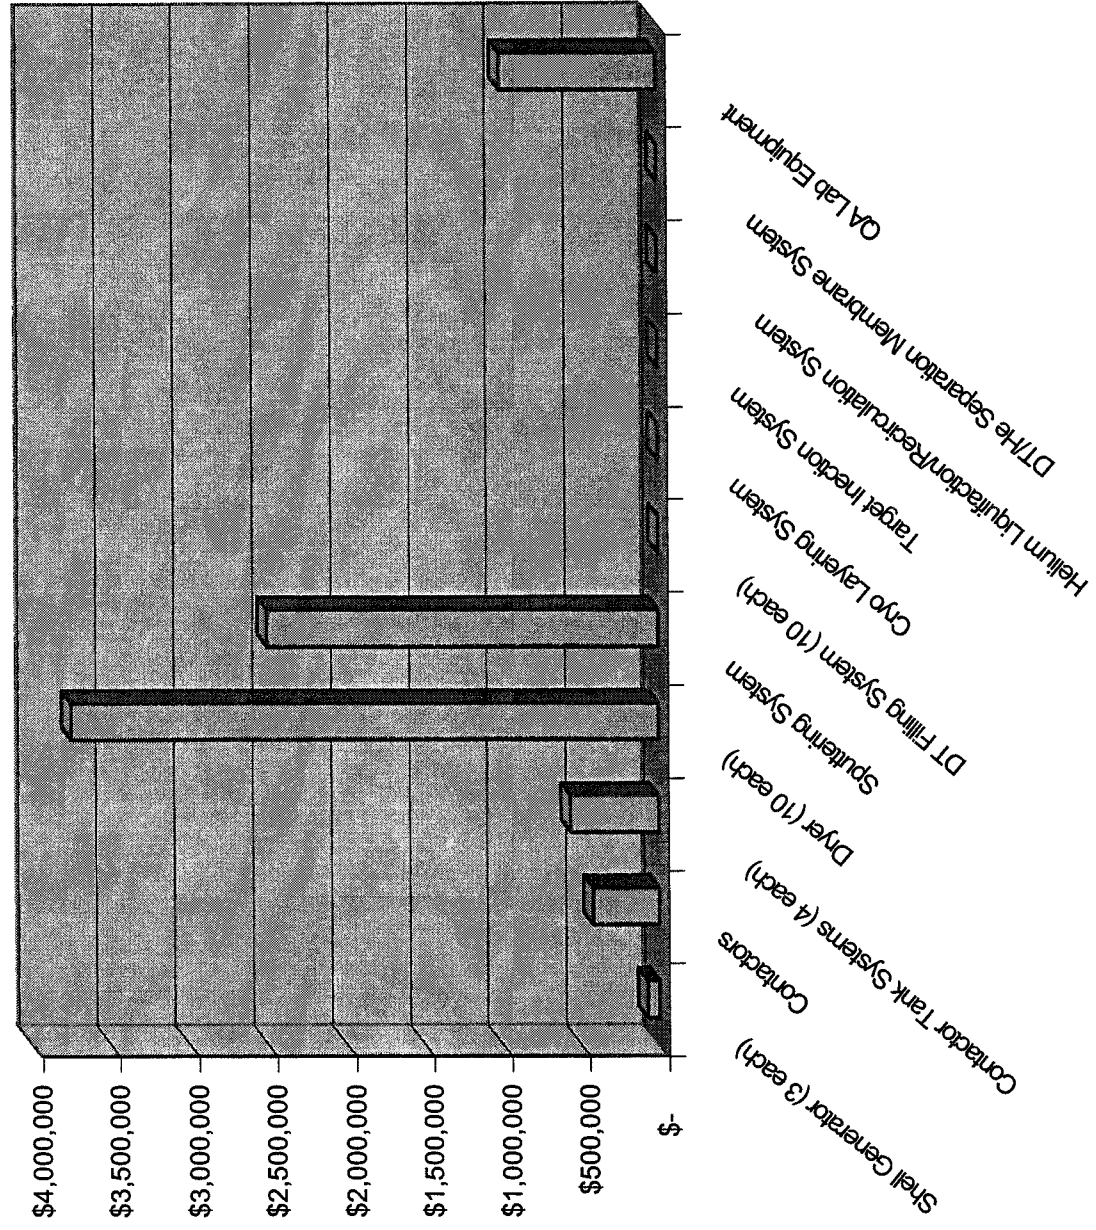 $4,000,000
$3,500,000
$3,000,000
$2,500,000
$2,000,000
$1,500,000
$1,000,000
$500,000
$-
Shell Generator (3 each)
Contactors
Contactor Tank Systems (4 each)
Dryer (10 each)
Sputtering System
DT Filling System (10 each)
Cryo Layering System
Target Inection System
Helium Liquifaction/Recirculation System
DT/He Separation Membrane System
QA Lab Equipment